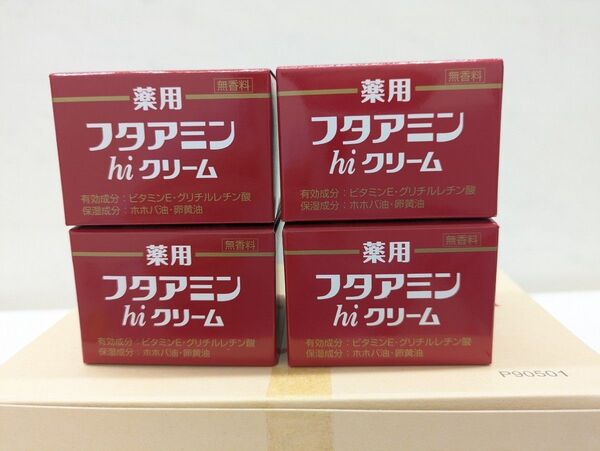 無香料
薬用
フタアミン
hiクリーム
有効成分：ビタミンE・グリチルレチン酸
保湿成分：ホホバ油・卵黄油
無香料
薬用
フタアミン
hiクリーム
有効成分：ビタミンE・グリチルレチン酸
保湿成分：ホホバ油・卵黄油
無香料
薬用
フタアミン
hiクリーム
有効成分：ビタミンE・グリチルレチン酸
保湿成分：ホホバ油・卵黄油
無香料
薬用
フタアミン
hiクリーム
有効成分：ビタミンE・グリチルレチン酸
保湿成分：ホホバ油・卵黄油
P90501